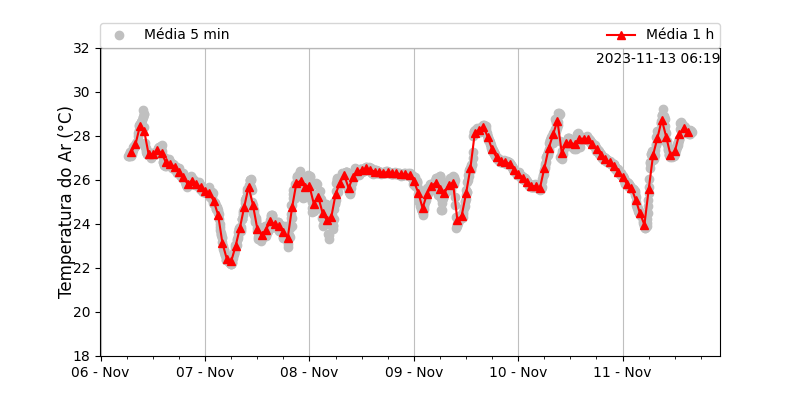 Média 5 min
Média 1 h
2023-11-13 06:19
Temperatura do Ar (°C)
32
30
28
26
24
22
20
18
06 - Nov
07 - Nov
08 - Nov
09 - Nov
10 - Nov
11 - Nov